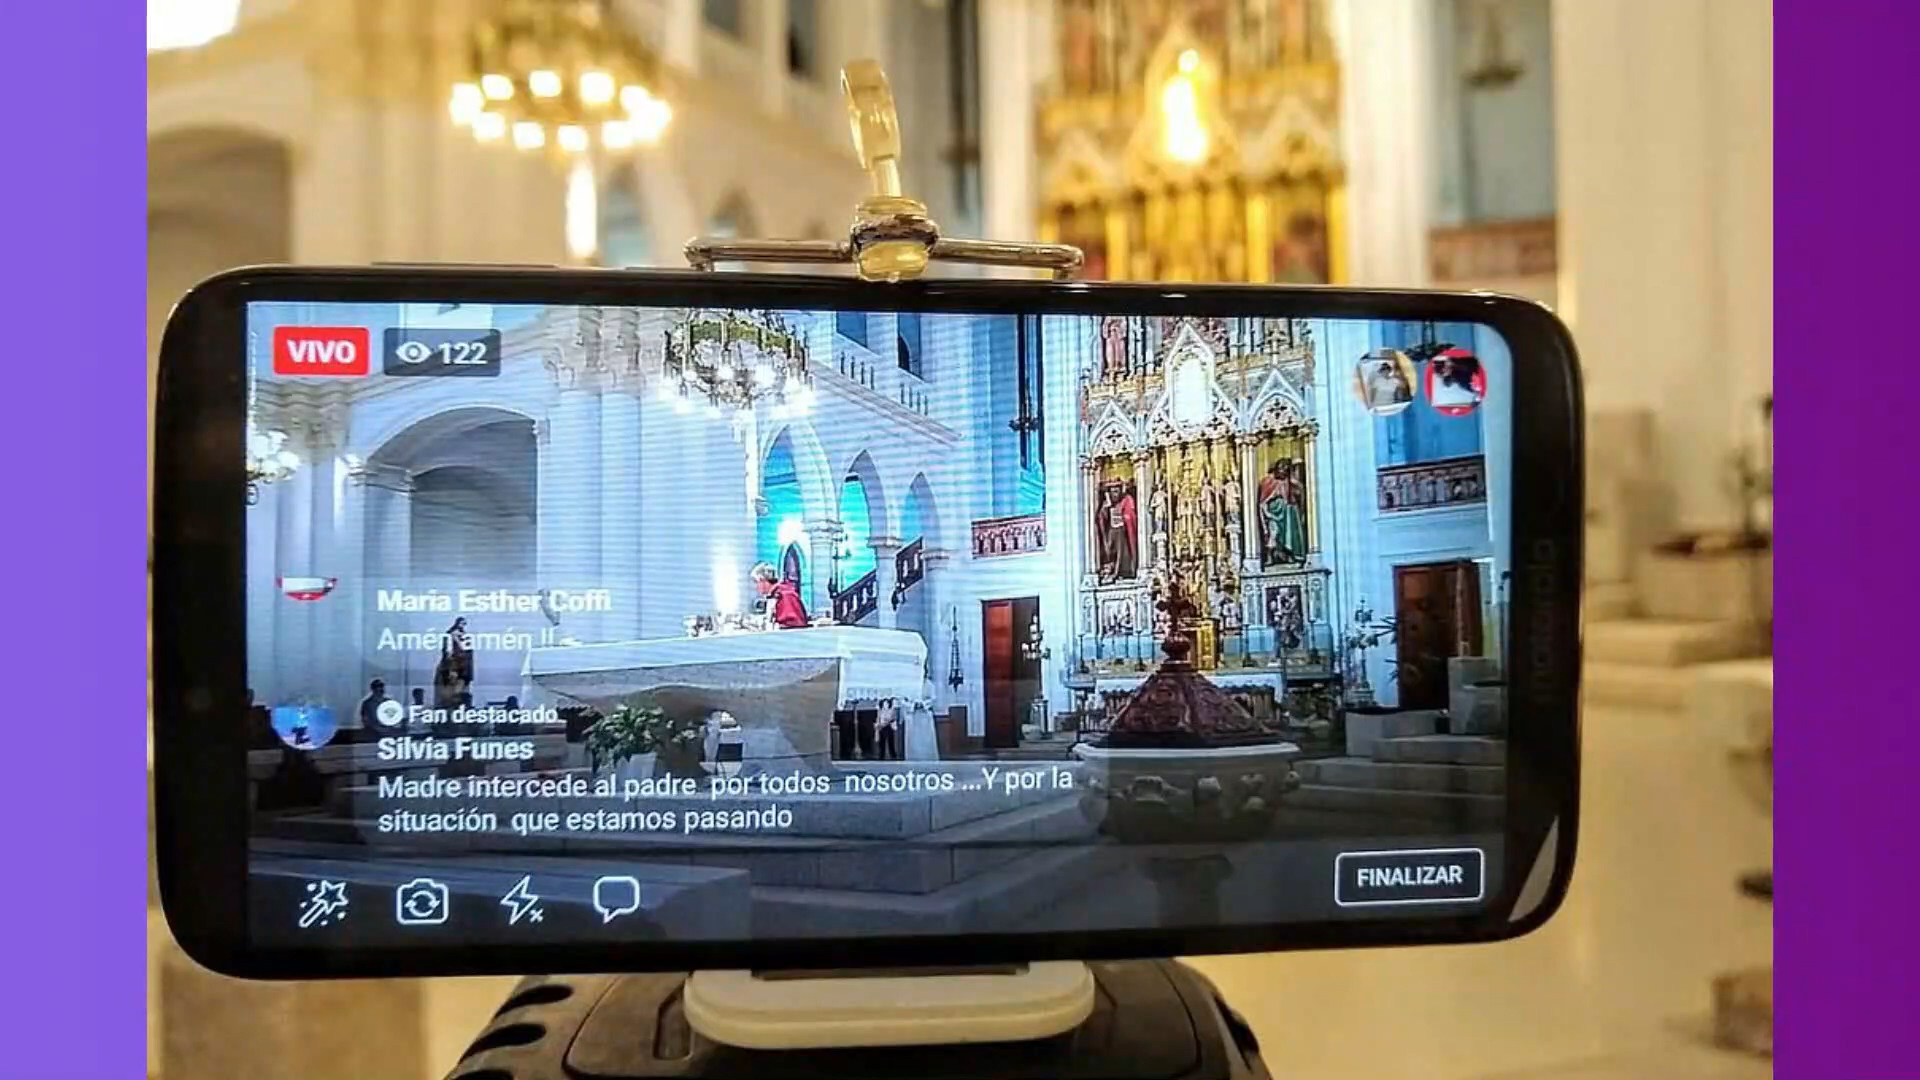 VIVO 122
Maria Esther Coffi
Amén amén !!
Fan destacado
Silvia Funes
Madre intercede al padre por todos nosotros ...Y por la
situación que estamos pasando
FINALIZAR
motorola